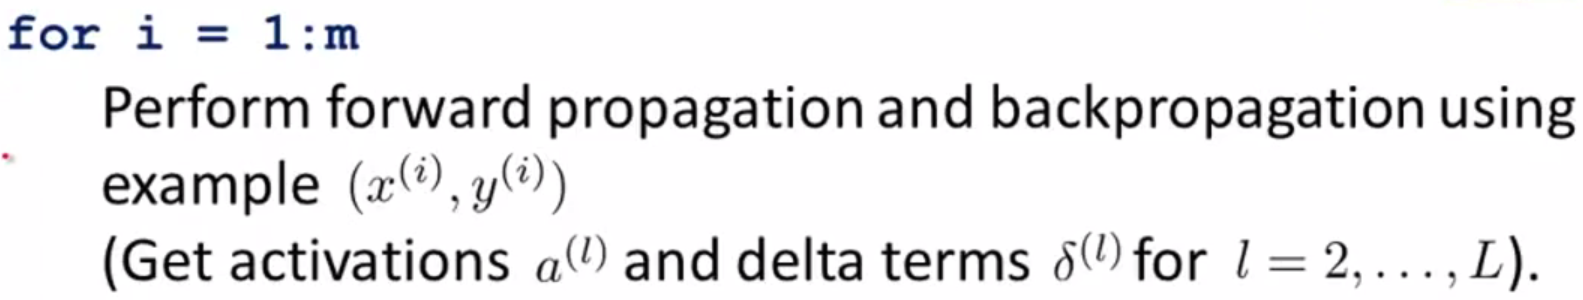 for i = 1:m
Perform forward propagation and backpropagation using
example (x^{(i)}, y^{(i)})
(Get activations a^{(l)} and delta terms δ^{(l)} for l = 2, . . . , L).